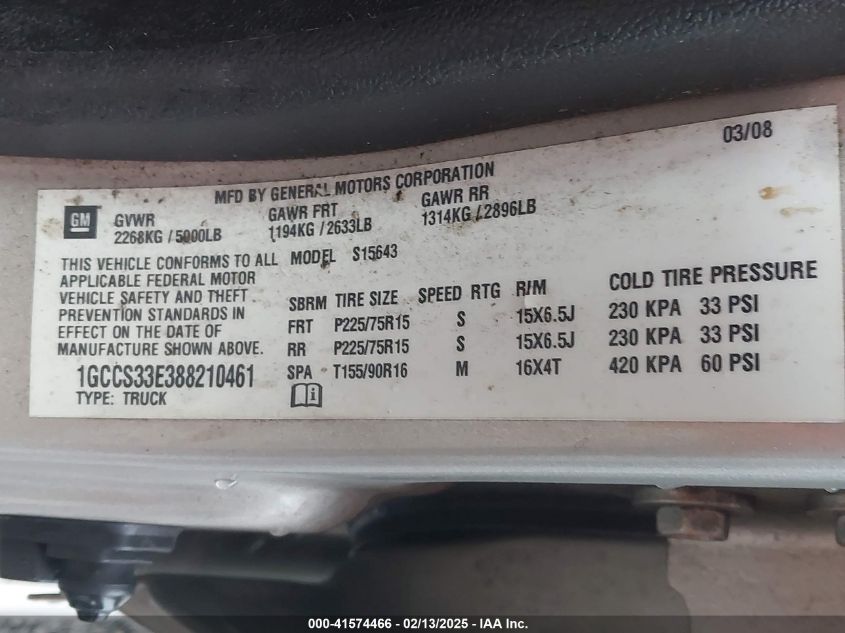 03/08
MFD BY GENERAL MOTORS CORPORATION
GM
GVWR GAWR FRT GAWR RR
2268KG / 5000LB 1194KG / 2633LB 1314KG / 2896LB
THIS VEHICLE CONFORMS TO ALL MODEL S15643
APPLICABLE FEDERAL MOTOR
VEHICLE SAFETY AND THEFT
PREVENTION STANDARDS IN
EFFECT ON THE DATE OF
MANUFACTURE SHOWN ABOVE.
1GCCS33E388210461
TYPE: TRUCK
SBRM TIRE SIZE SPEED RTG R/M COLD TIRE PRESSURE
FRT P225/75R15 S 15X6.5J 230 KPA 33 PSI
RR P225/75R15 S 15X6.5J 230 KPA 33 PSI
SPA T155/90R16 M 16X4T 420 KPA 60 PSI
i
000-41574466 - 02/13/2025 - IAA Inc.